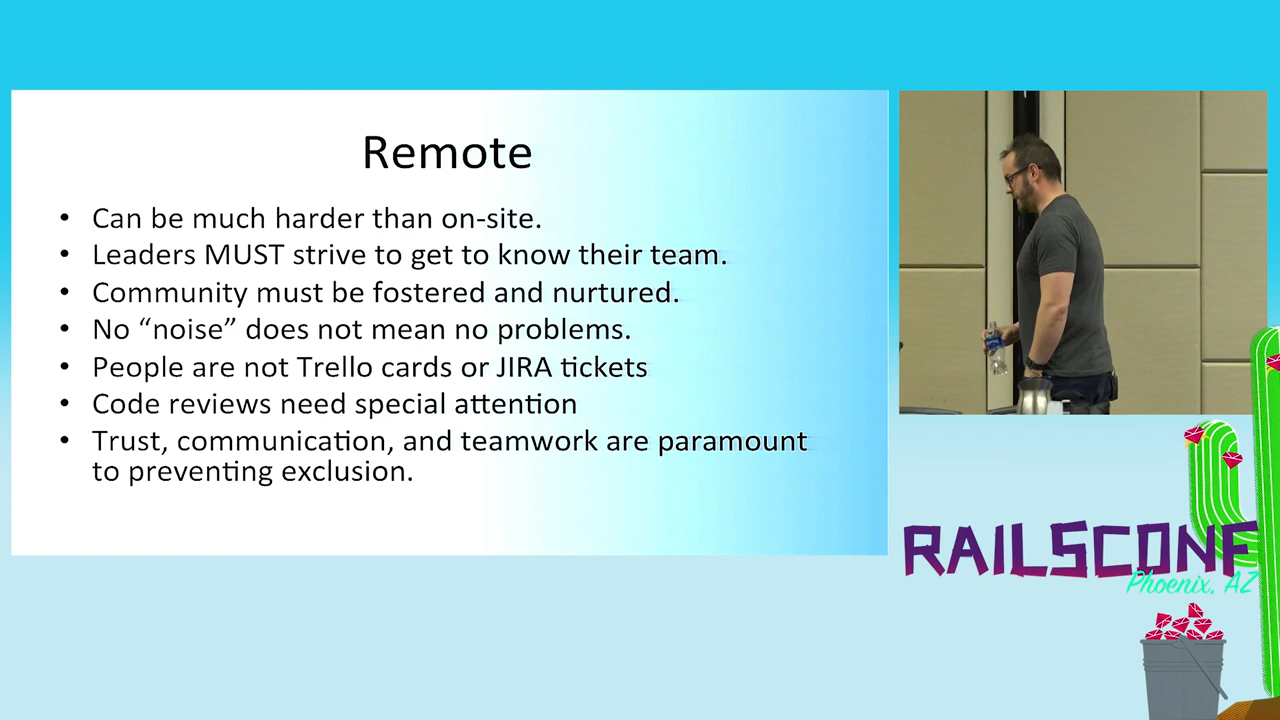 Remote
• Can be much harder than on-site.
• Leaders MUST strive to get to know their team.
• Community must be fostered and nurtured.
• No “noise” does not mean no problems.
• People are not Trello cards or JIRA tickets
• Code reviews need special attention
• Trust, communication, and teamwork are paramount
to preventing exclusion.
RAILSCONF
Phoenix, AZ